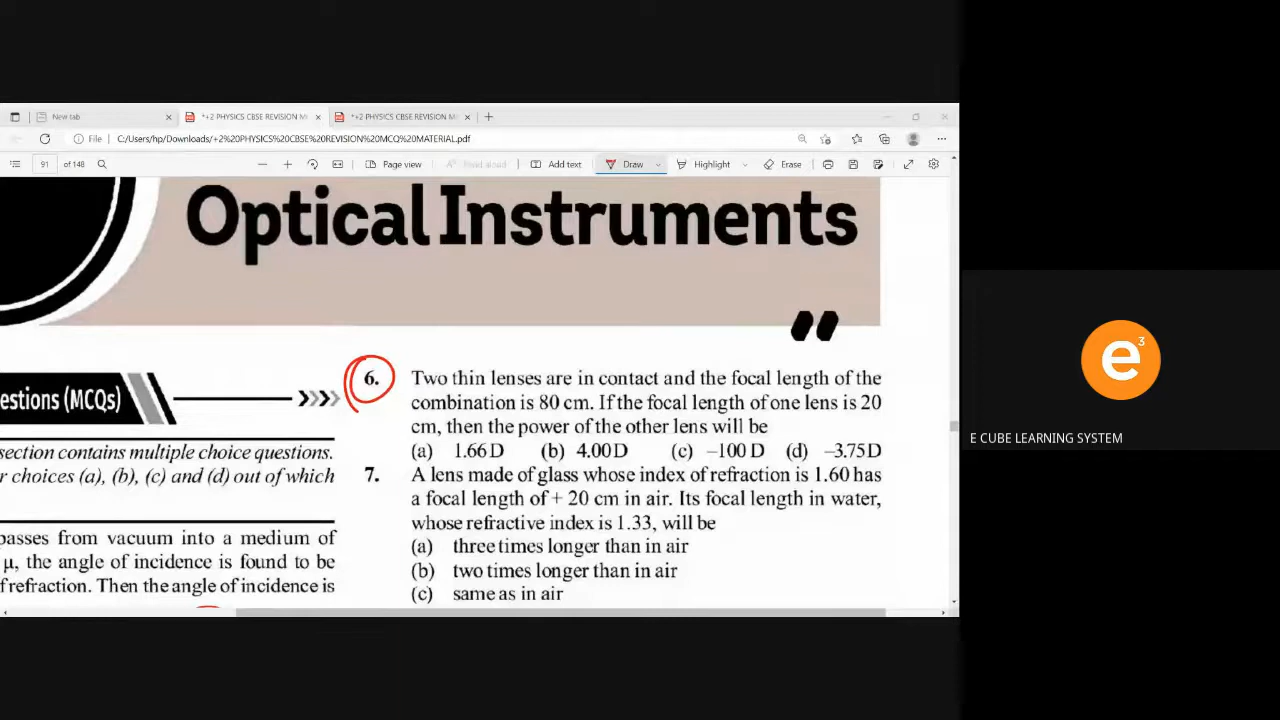 New tab
*+2 PHYSICS CBSE REVISION M
*+2 PHYSICS CBSE REVISION M
File
C:/Users/hp/Downloads/+2%20PHYSICS%20CBSE%20REVISION%20MCQ%20MATERIAL.pdf
91 of 148
Page view
Read aloud
Add text
Draw
Highlight
Erase
Optical Instruments
estions (MCQs)
section contains multiple choice questions.
r choices (a), (b), (c) and (d) out of which
passes from vacuum into a medium of
μ, the angle of incidence is found to be
f refraction. Then the angle of incidence is
6. Two thin lenses are in contact and the focal length of the
combination is 80 cm. If the focal length of one lens is 20
cm, then the power of the other lens will be
(a) 1.66 D (b) 4.00 D (c) –100 D (d) –3.75 D
7. A lens made of glass whose index of refraction is 1.60 has
a focal length of + 20 cm in air. Its focal length in water,
whose refractive index is 1.33, will be
(a) three times longer than in air
(b) two times longer than in air
(c) same as in air
e3
E CUBE LEARNING SYSTEM